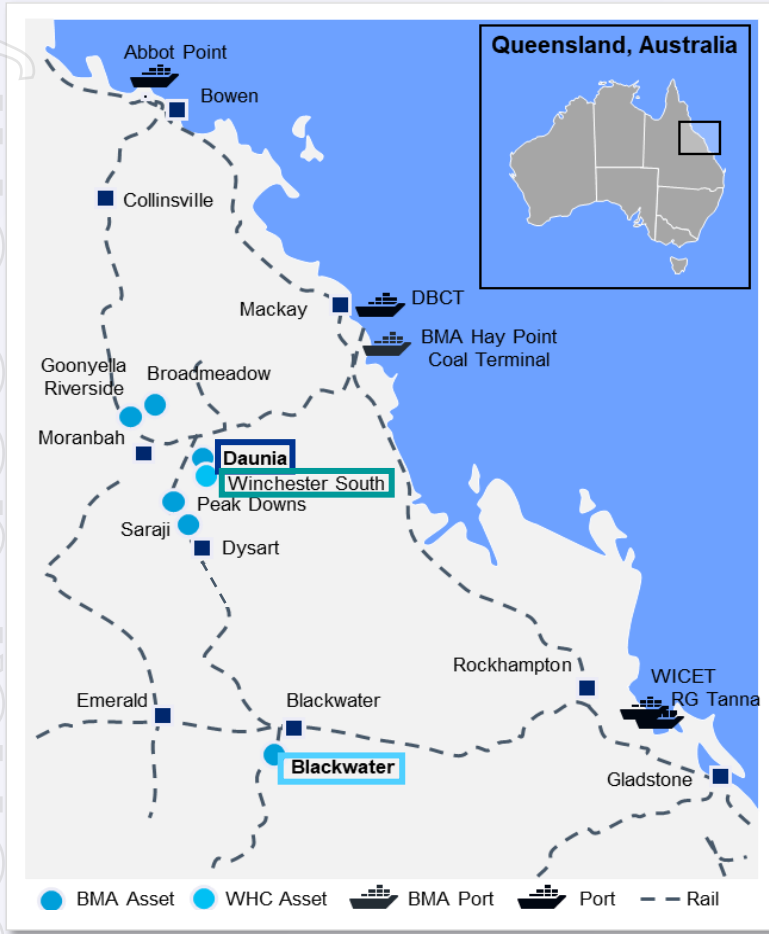 Abbot Point
Queensland, Australia
Bowen
Collinsville
DBCT
Mackay
BMA Hay Point
Coal Terminal
Goonyella
Riverside
Broadmeadow
Moranbah
Daunia
Winchester South
Peak Downs
Saraji
Dysart
Rockhampton
WICET
RG Tanna
Emerald
Blackwater
Blackwater
Gladstone
BMA Asset
WHC Asset
BMA Port
Port
Rail